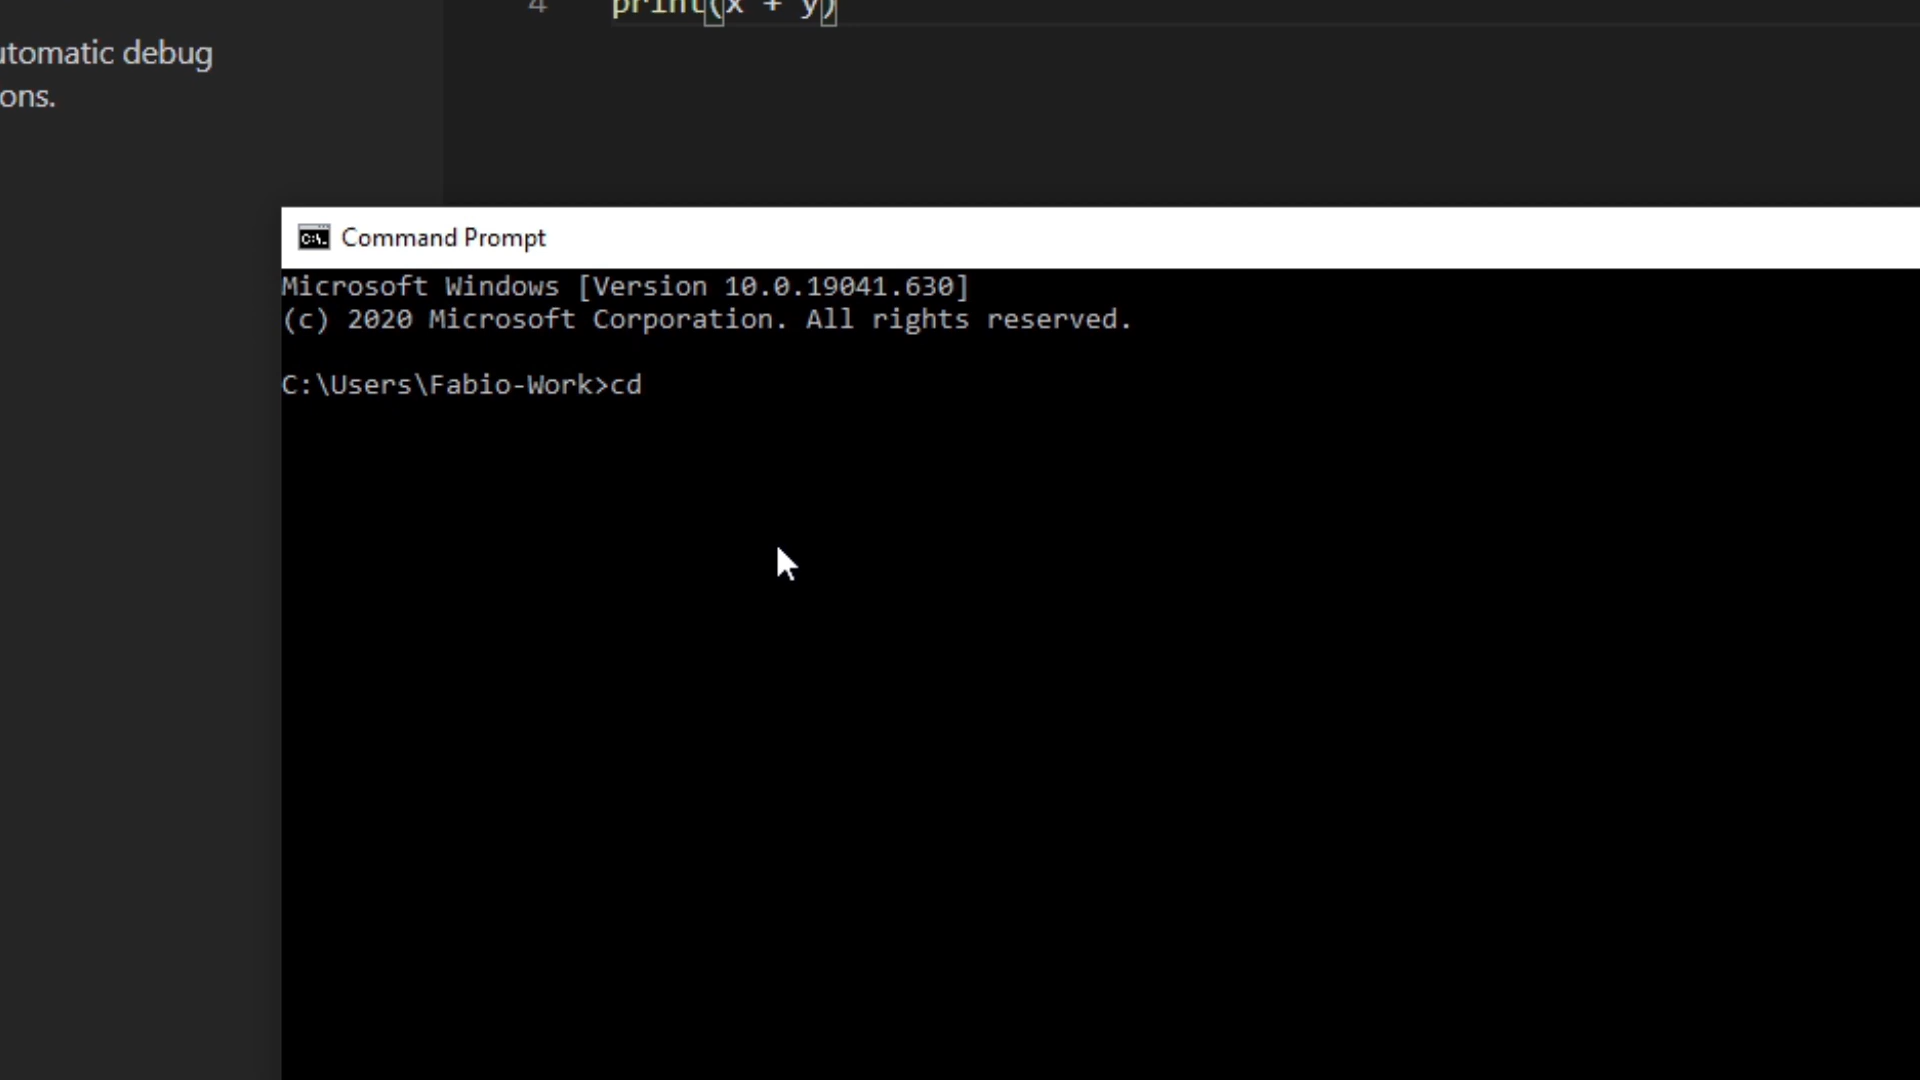 4 print(x + y)
utomatic debug
ons.
Command Prompt
Microsoft Windows [Version 10.0.19041.630]
(c) 2020 Microsoft Corporation. All rights reserved.
C:\Users\Fabio-Work>cd